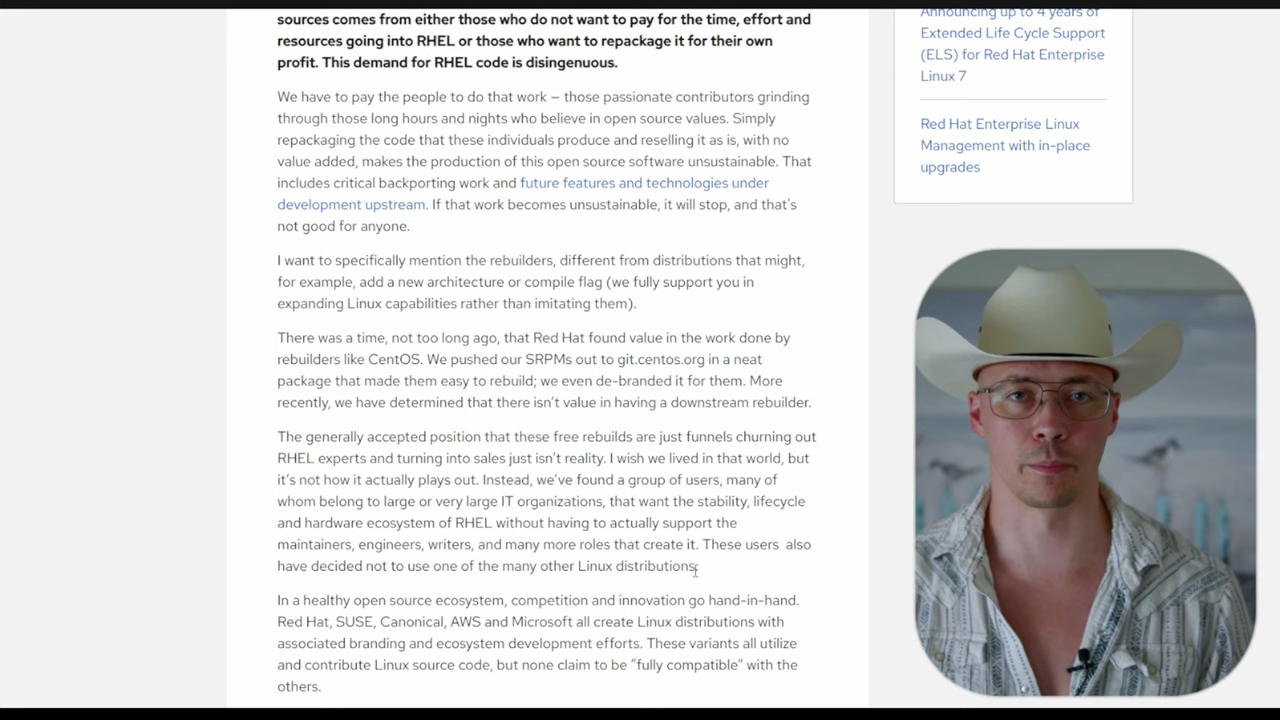 sources comes from either those who do not want to pay for the time, effort and
resources going into RHEL or those who want to repackage it for their own
profit. This demand for RHEL code is disingenuous.
We have to pay the people to do that work – those passionate contributors grinding
through those long hours and nights who believe in open source values. Simply
repackaging the code that these individuals produce and reselling it as is, with no
value added, makes the production of this open source software unsustainable. That
includes critical backporting work and future features and technologies under
development upstream. If that work becomes unsustainable, it will stop, and that's
not good for anyone.
I want to specifically mention the rebuilders, different from distributions that might,
for example, add a new architecture or compile flag (we fully support you in
expanding Linux capabilities rather than imitating them).
There was a time, not too long ago, that Red Hat found value in the work done by
rebuilders like CentOS. We pushed our SRPMs out to git.centos.org in a neat
package that made them easy to rebuild; we even de-branded it for them. More
recently, we have determined that there isn’t value in having a downstream rebuilder.
The generally accepted position that these free rebuilds are just funnels churning out
RHEL experts and turning into sales just isn’t reality. I wish we lived in that world, but
it’s not how it actually plays out. Instead, we’ve found a group of users, many of
whom belong to large or very large IT organizations, that want the stability, lifecycle
and hardware ecosystem of RHEL without having to actually support the
maintainers, engineers, writers, and many more roles that create it. These users also
have decided not to use one of the many other Linux distributions.
In a healthy open source ecosystem, competition and innovation go hand-in-hand.
Red Hat, SUSE, Canonical, AWS and Microsoft all create Linux distributions with
associated branding and ecosystem development efforts. These variants all utilize
and contribute Linux source code, but none claim to be “fully compatible” with the
others.
Announcing up to 4 years of
Extended Life Cycle Support
(ELS) for Red Hat Enterprise
Linux 7
Red Hat Enterprise Linux
Management with in-place
upgrades